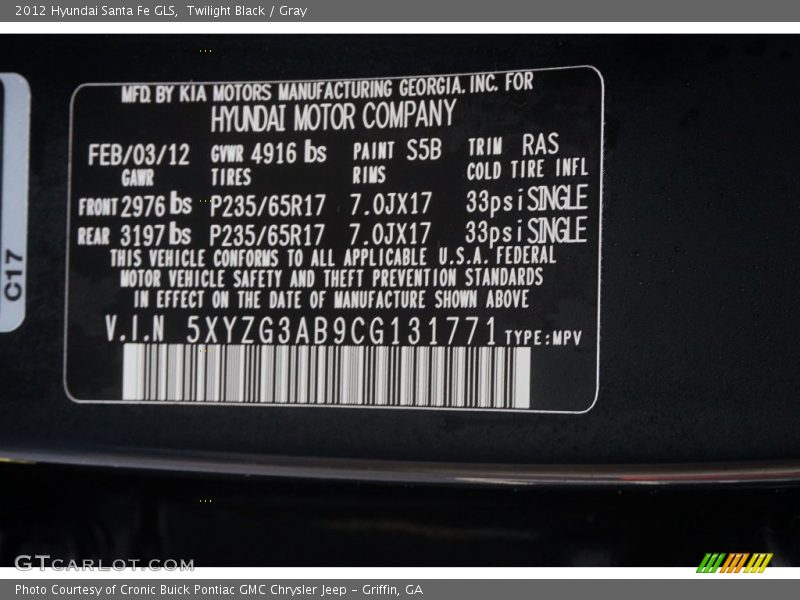 2012 Hyundai Santa Fe GLS,  Twilight Black / Gray
C17
MFD. BY KIA MOTORS MANUFACTURING GEORGIA. INC. FOR
HYUNDAI MOTOR COMPANY
FEB/03/12 GVWR 4916 lbs PAINT S5B TRIM RAS
GAWR TIRES RIMS COLD TIRE INFL
FRONT 2976 lbs P235/65R17 7.0JX17 33psi SINGLE
REAR 3197 lbs P235/65R17 7.0JX17 33psi SINGLE
THIS VEHICLE CONFORMS TO ALL APPLICABLE U.S.A. FEDERAL
MOTOR VEHICLE SAFETY AND THEFT PREVENTION STANDARDS
IN EFFECT ON THE DATE OF MANUFACTURE SHOWN ABOVE
V.I.N 5XYZG3AB9CG131771 TYPE:MPV
GTCARLOT.COM
Photo Courtesy of Cronic Buick Pontiac GMC Chrysler Jeep - Griffin, GA